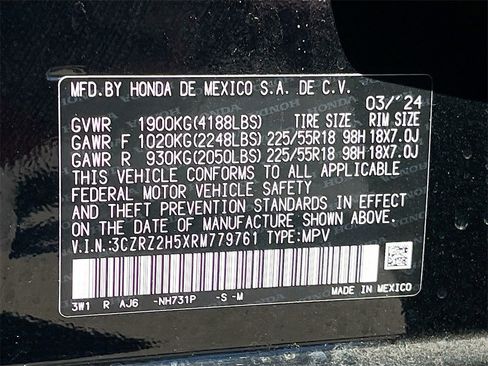 MFD.BY HONDA DE MEXICO S.A. DE C.V.
03/'24
GVWR 1900KG(4188LBS) TIRE SIZE RIM SIZE
GAWR F 1020KG(2248LBS) 225/55R18 98H 18X7.0J
GAWR R 930KG(2050LBS) 225/55R18 98H 18X7.0J
THIS VEHICLE CONFORMS TO ALL APPLICABLE
FEDERAL MOTOR VEHICLE SAFETY
AND THEFT PREVENTION STANDARDS IN EFFECT
ON THE DATE OF MANUFACTURE SHOWN ABOVE.
V.I.N.:3CZRZ2H5XRM779761 TYPE:MPV
3W1 R AJ6 -NH731P -S -M
MADE IN MEXICO